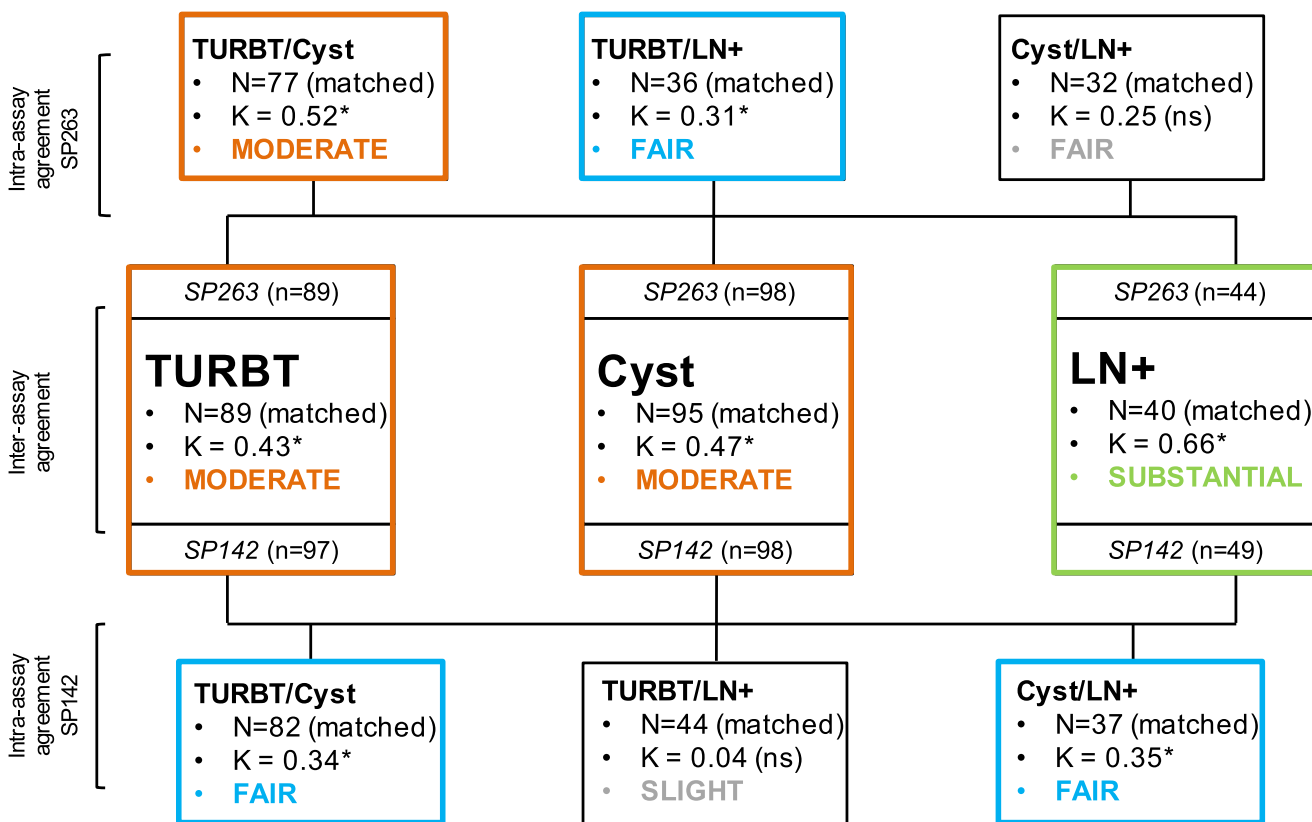 Intra-assay
agreement
SP263
TURBT/Cyst
• N=77 (matched)
• K = 0.52*
• MODERATE
TURBT/LN+
• N=36 (matched)
• K = 0.31*
• FAIR
Cyst/LN+
• N=32 (matched)
• K = 0.25 (ns)
• FAIR
Inter-assay
agreement
SP263 (n=89)
TURBT
• N=89 (matched)
• K = 0.43*
• MODERATE
SP142 (n=97)
SP263 (n=98)
Cyst
• N=95 (matched)
• K = 0.47*
• MODERATE
SP142 (n=98)
SP263 (n=44)
LN+
• N=40 (matched)
• K = 0.66*
• SUBSTANTIAL
SP142 (n=49)
Intra-assay
agreement
SP142
TURBT/Cyst
• N=82 (matched)
• K = 0.34*
• FAIR
TURBT/LN+
• N=44 (matched)
• K = 0.04 (ns)
• SLIGHT
Cyst/LN+
• N=37 (matched)
• K = 0.35*
• FAIR